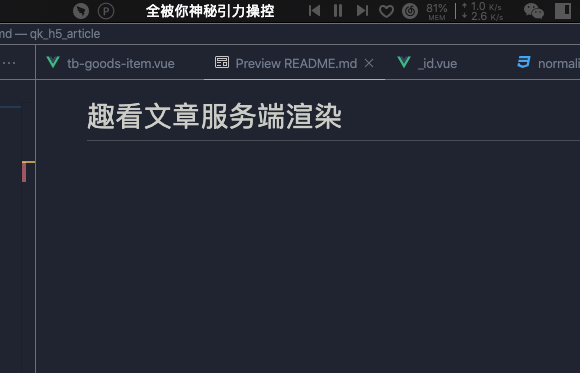 P 全被你神秘引力操控 81% MEM 1.0 K/s 2.6 K/s
md — qk_h5_article
··· tb-goods-item.vue Preview README.md _id.vue normali
趣看文章服务端渲染